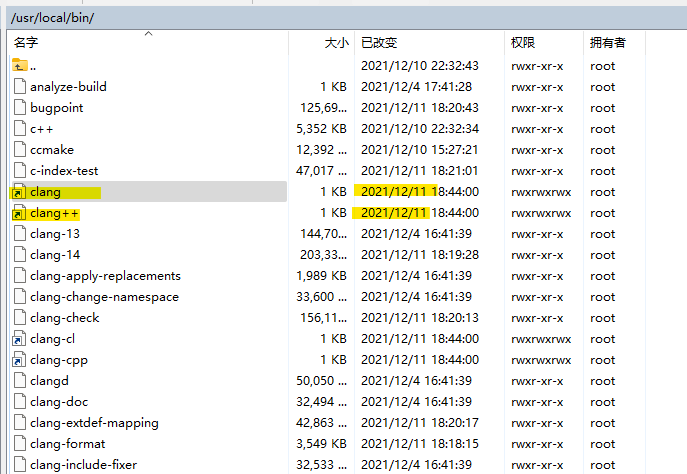 /usr/local/bin/
名字 大小 已改变 权限 拥有者
.. 2021/12/10 22:32:43 rwxr-xr-x root
analyze-build 1 KB 2021/12/4 17:41:28 rwxr-xr-x root
bugpoint 125,69... 2021/12/11 18:20:43 rwxr-xr-x root
c++ 5,352 KB 2021/12/10 22:32:34 rwxr-xr-x root
ccmake 12,392 ... 2021/12/10 15:27:21 rwxr-xr-x root
c-index-test 47,017 ... 2021/12/11 18:21:01 rwxr-xr-x root
clang 1 KB 2021/12/11 18:44:00 rwxrwxrwx root
clang++ 1 KB 2021/12/11 18:44:00 rwxrwxrwx root
clang-13 144,70... 2021/12/4 16:41:39 rwxr-xr-x root
clang-14 203,33... 2021/12/11 18:19:28 rwxr-xr-x root
clang-apply-replacements 1,989 KB 2021/12/4 16:41:39 rwxr-xr-x root
clang-change-namespace 33,600 ... 2021/12/4 16:41:39 rwxr-xr-x root
clang-check 156,11... 2021/12/11 18:20:13 rwxr-xr-x root
clang-cl 1 KB 2021/12/11 18:44:00 rwxrwxrwx root
clang-cpp 1 KB 2021/12/11 18:44:00 rwxrwxrwx root
clangd 50,050 ... 2021/12/4 16:41:39 rwxr-xr-x root
clang-doc 32,494 ... 2021/12/4 16:41:39 rwxr-xr-x root
clang-extdef-mapping 42,863 ... 2021/12/11 18:20:17 rwxr-xr-x root
clang-format 3,549 KB 2021/12/11 18:18:15 rwxr-xr-x root
clang-include-fixer 32,533 ... 2021/12/4 16:41:39 rwxr-xr-x root